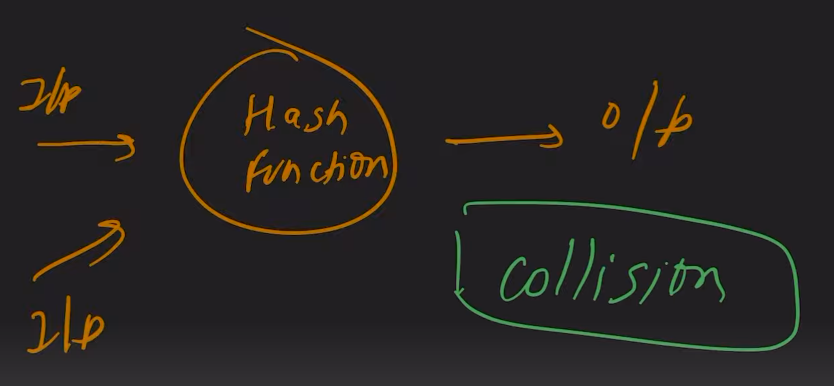 I/p
Hash
function
o/p
I/p
collision